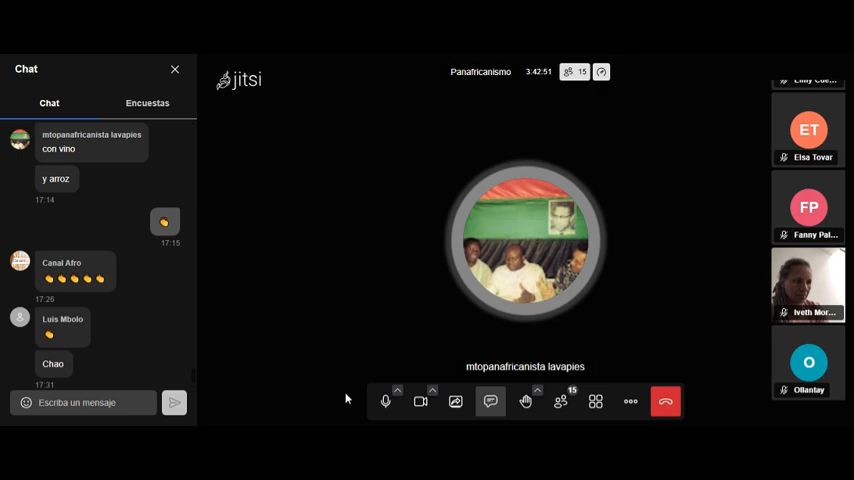 Chat
Chat
Encuestas
mtopanafricanista lavapies
con vino
y arroz
17:14
17:15
Canal Afro
17:26
Luis Mbolo
Chao
17:31
Escriba un mensaje
jitsi
Panafricanismo
3:42:51
15
mtopanafricanista lavapies
15
ET
Elsa Tovar
FP
Fanny Pal...
Iveth Mor...
O
Ollantay